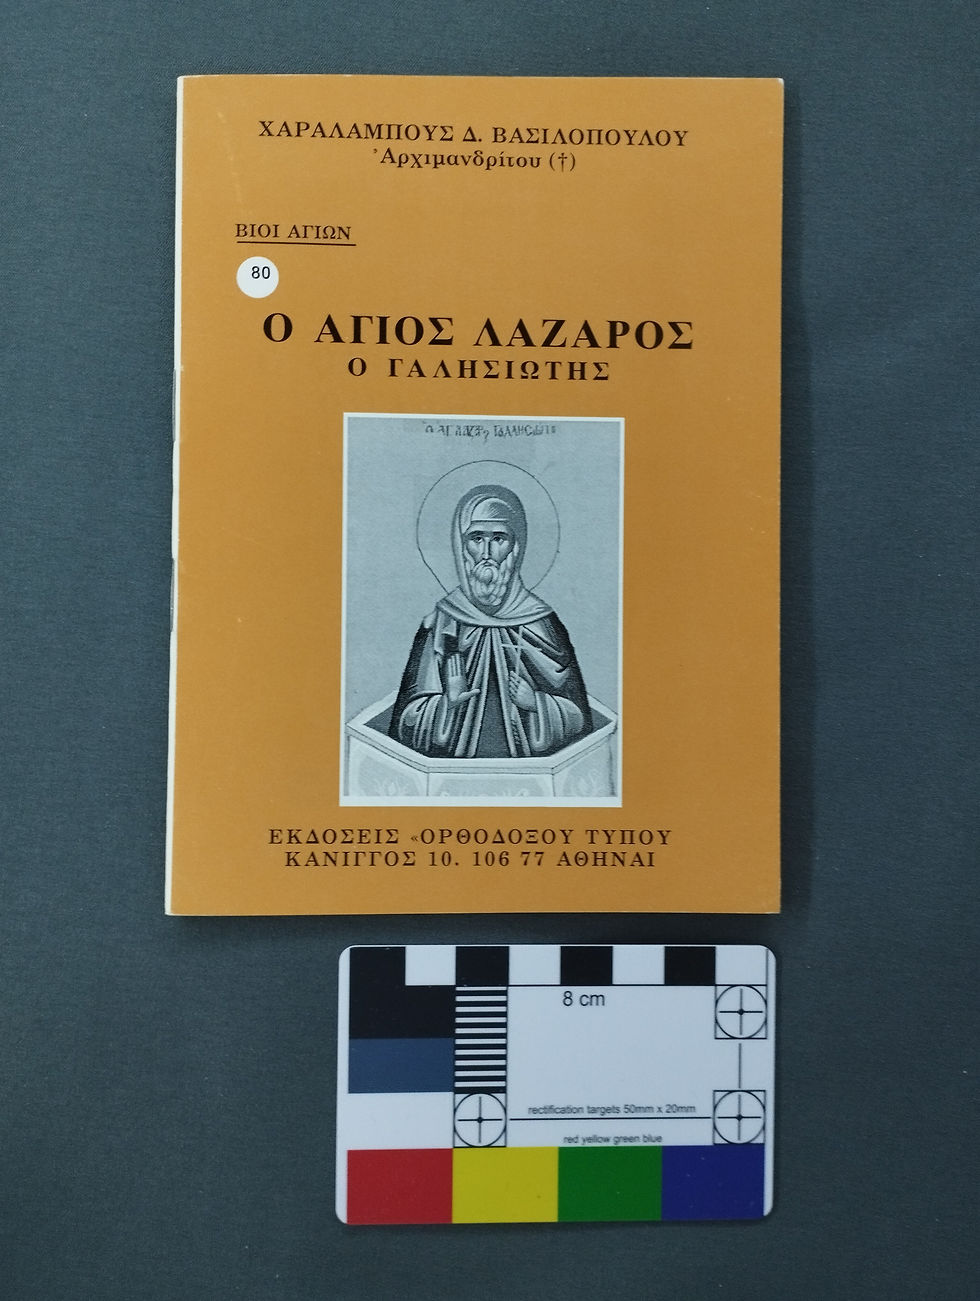 ΧΑΡΑΛΑΜΠΟΥΣ Δ. ΒΑΣΙΛΟΠΟΥΛΟΥ
Ἀρχιμανδρίτου (†)
ΒΙΟΙ ΑΓΙΩΝ
80
Ο ΑΓΙΟΣ ΛΑΖΑΡΟΣ
Ο ΓΑΛΗΣΙΩΤΗΣ
ΕΚΔΟΣΕΙΣ «ΟΡΘΟΔΟΞΟΥ ΤΥΠΟΥ
ΚΑΝΙΓΓΟΣ 10. 106 77 ΑΘΗΝΑΙ
8 cm
rectification targets 50mm x 20mm
red yellow green blue